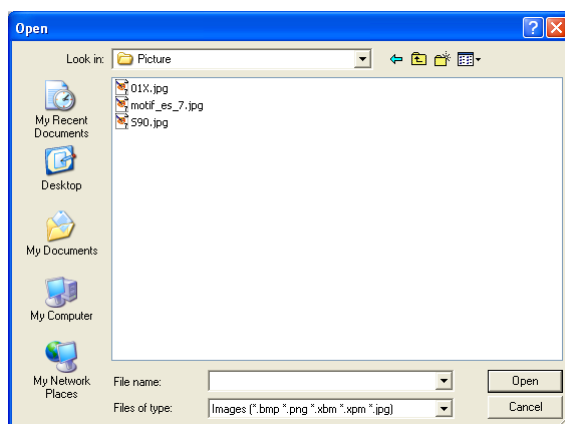 Open
Look in:
Picture
My Recent
Documents
Desktop
My Documents
My Computer
My Network
Places
01X.jpg
motif_es_7.jpg
S90.jpg
File name:
Open
Files of type:
Images (*.bmp *.png *.xbm *.xpm *.jpg)
Cancel